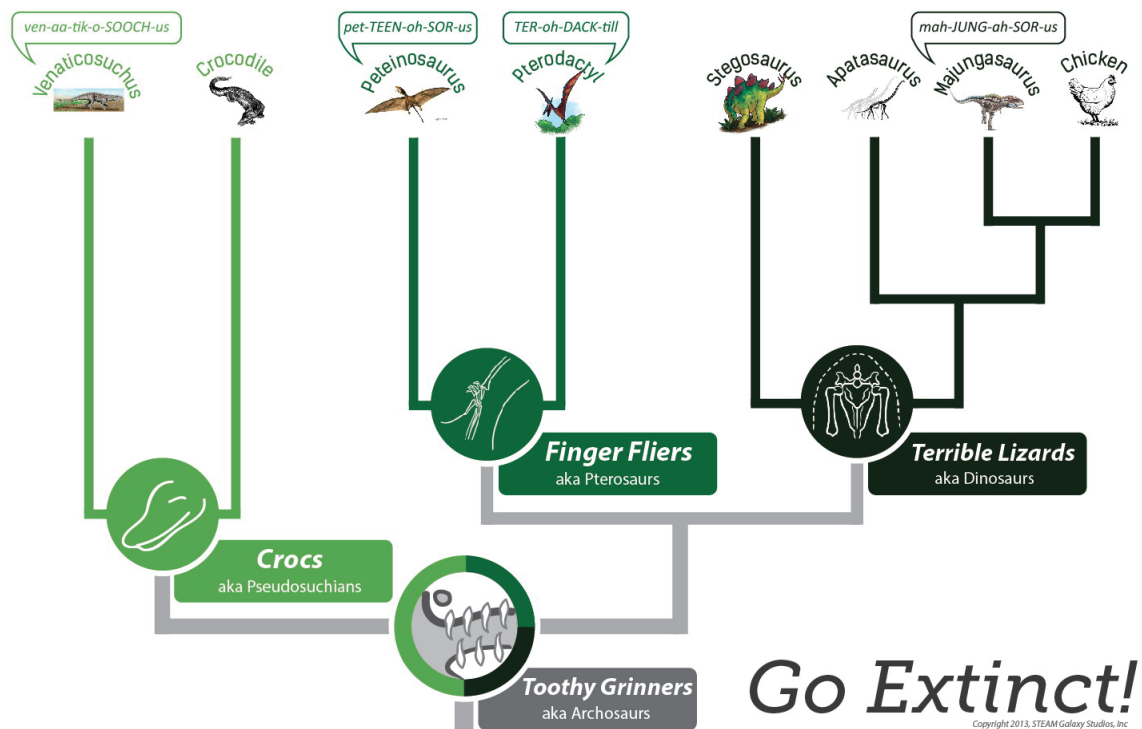 ven-aa-tik-o-SOOCH-us
pet-TEEN-oh-SOR-us
TER-oh-DACK-till
mah-JUNG-ah-SOR-us
Venaticosuchus
Crocodile
Peteinosaurus
Pterodactyl
Stegosaurus
Apatasaurus
Majungasaurus
Chicken
Finger Fliers
aka Pterosaurs
Terrible Lizards
aka Dinosaurs
Crocs
aka Pseudosuchians
Toothy Grinners
aka Archosaurs
Go Extinct!
Copyright 2013, STEAM Galaxy Studios, Inc